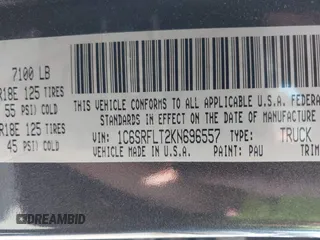 7100 LB
R18E 125 TIRES
55 PSI) COLD
R18E 125 TIRES
45 PSI) COLD
THIS VEHICLE CONFORMS TO ALL APPLICABLE U.S.A. FEDERAL
STANDARDS IN EFFECT ON THE DATE OF MANUFACTURE
VIN: 1C6SRFLT2KN696557 TYPE: TRUCK
VEHICLE MADE IN U.S.A. PAINT: PAU TRIM
DREAMBID